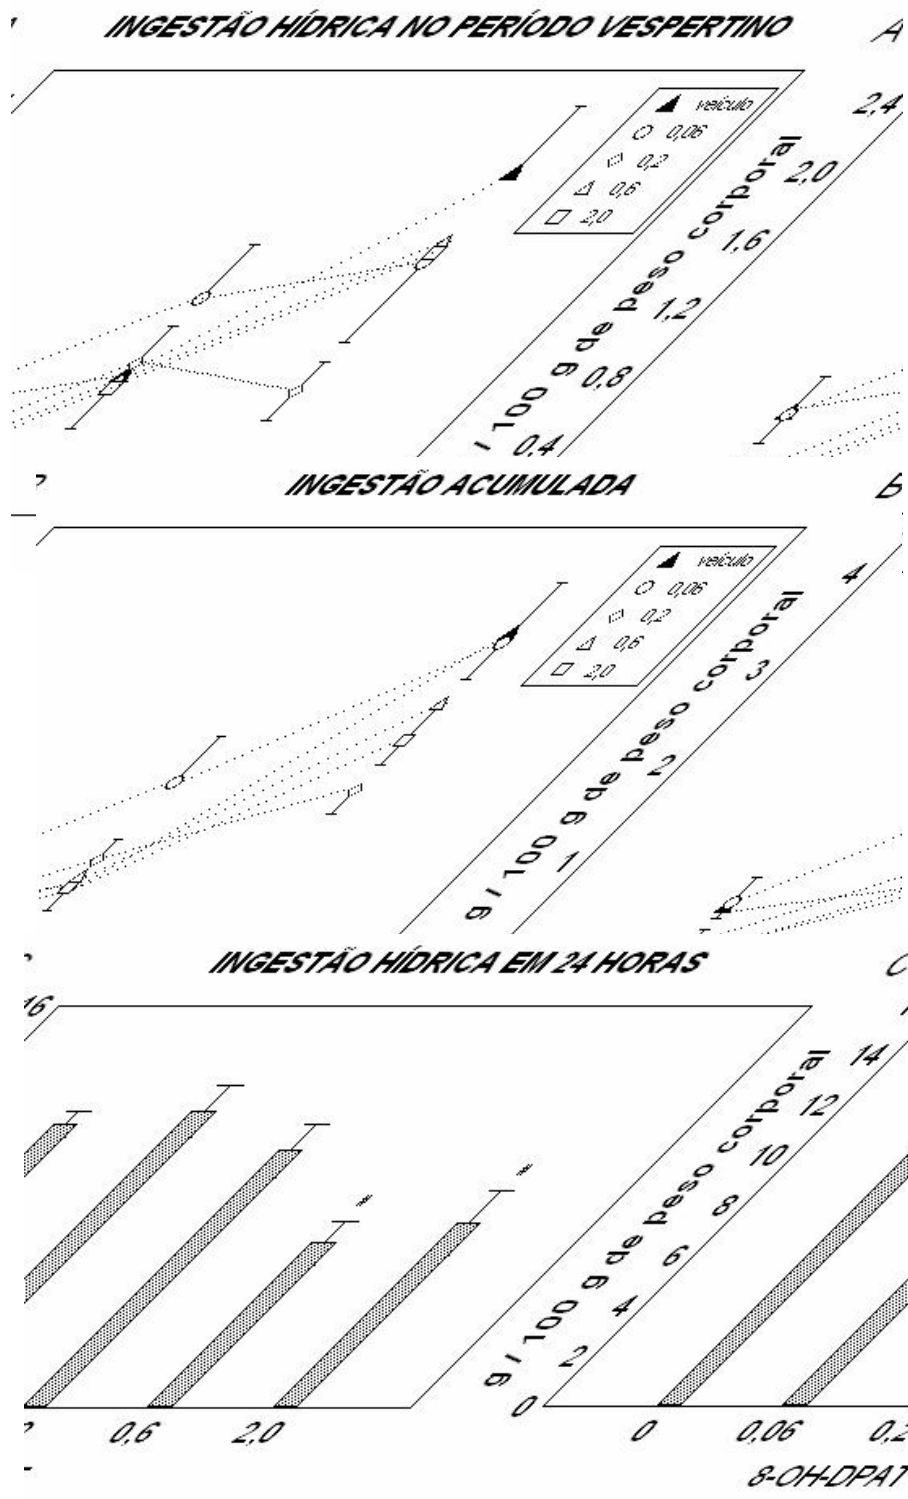 INGESTÃO HÍDRICA NO PERÍODO VESPERTINO
A
veículo
0,06
0,2
0,6
2,0
2,4
2,0
1,6
1,2
0,8
0,4
/ 100 g de peso corporal
INGESTÃO ACUMULADA
B
veículo
0,06
0,2
0,6
2,0
4
3
2
1
g / 100 g de peso corporal
INGESTÃO HÍDRICA EM 24 HORAS
C
16
14
12
10
8
6
4
2
0
g / 100 g de peso corporal
#
#
0,6
2,0
0
0,06
0,2
8-OH-DPAT